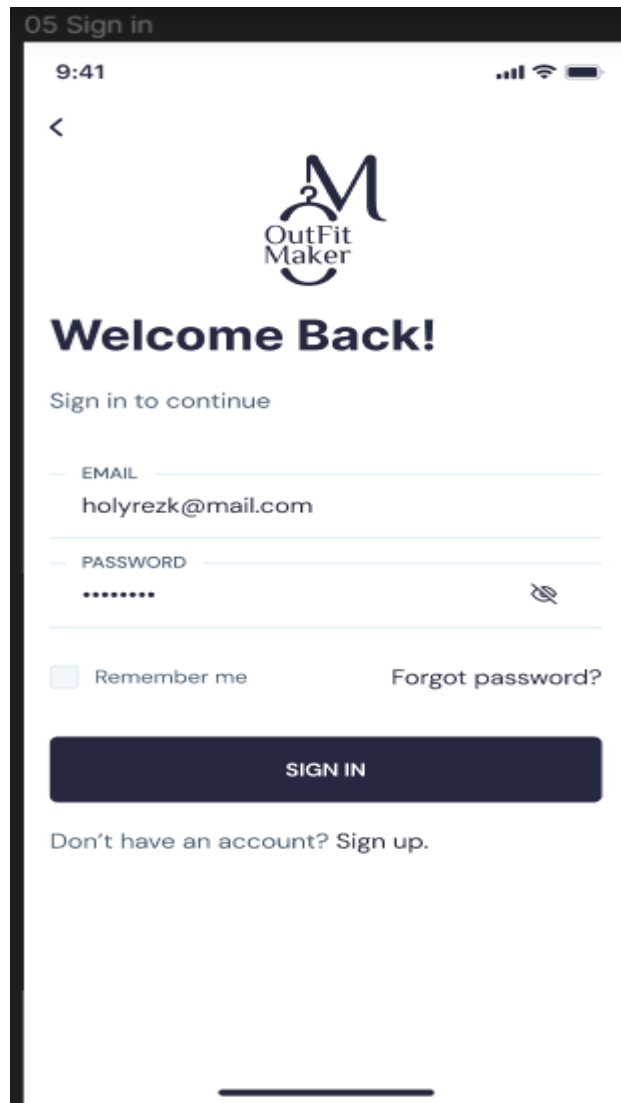 05 Sign in
9:41
M
OutFit
Maker
Welcome Back!
Sign in to continue
EMAIL
holyrezk@mail.com
PASSWORD
••••••••
Remember me Forgot password?
SIGN IN
Don't have an account? Sign up.